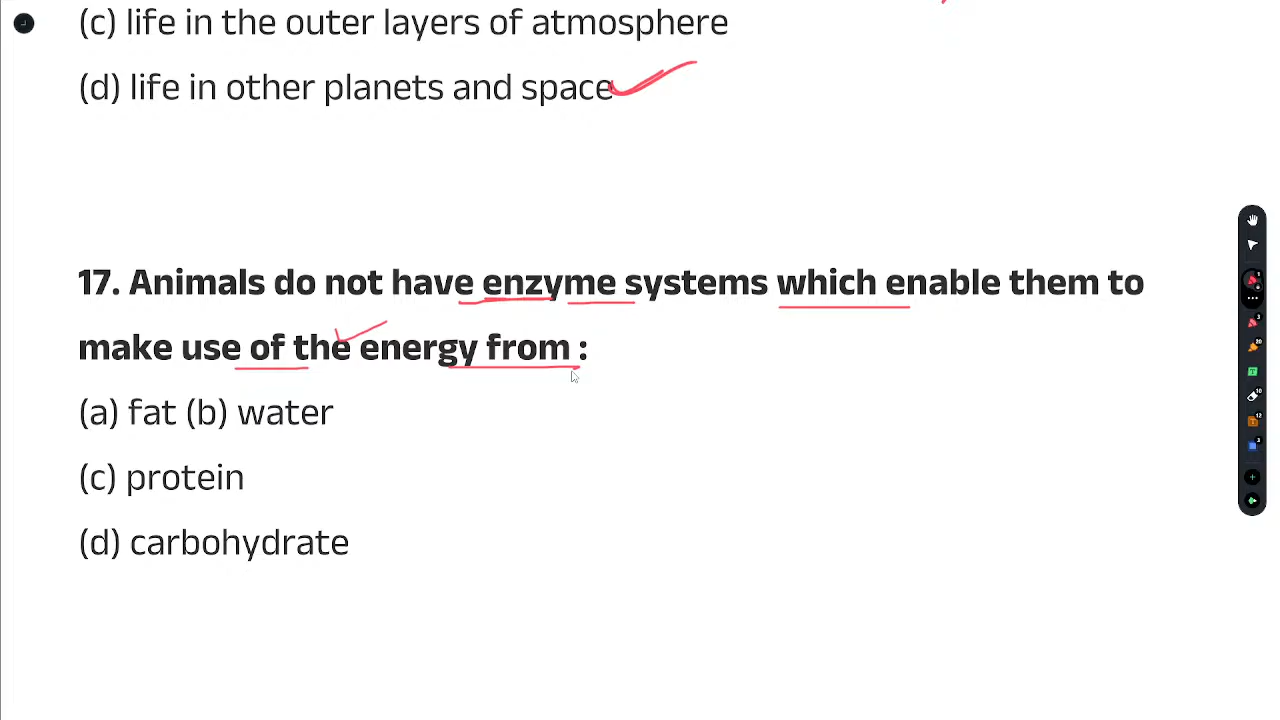 (c) life in the outer layers of atmosphere
(d) life in other planets and space
17. Animals do not have enzyme systems which enable them to
make use of the energy from :
(a) fat (b) water
(c) protein
(d) carbohydrate